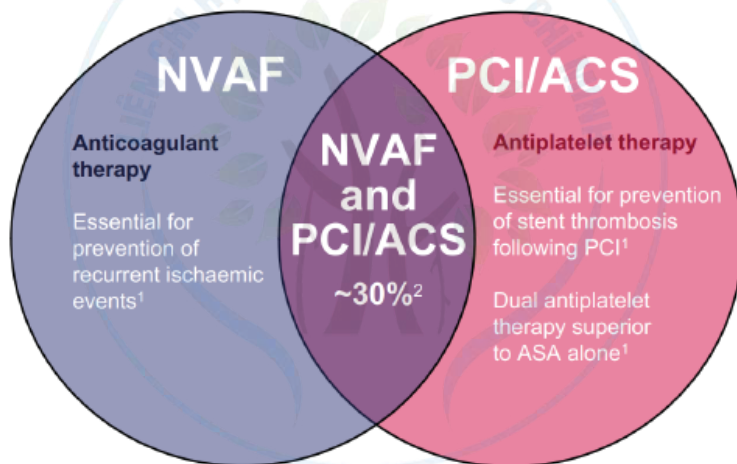 NVAF
Anticoagulant
therapy
Essential for
prevention of
recurrent ischaemic
events1
NVAF
and
PCI/ACS
~30%2
PCI/ACS
Antiplatelet therapy
Essential for prevention
of stent thrombosis
following PCI1
Dual antiplatelet
therapy superior
to ASA alone1